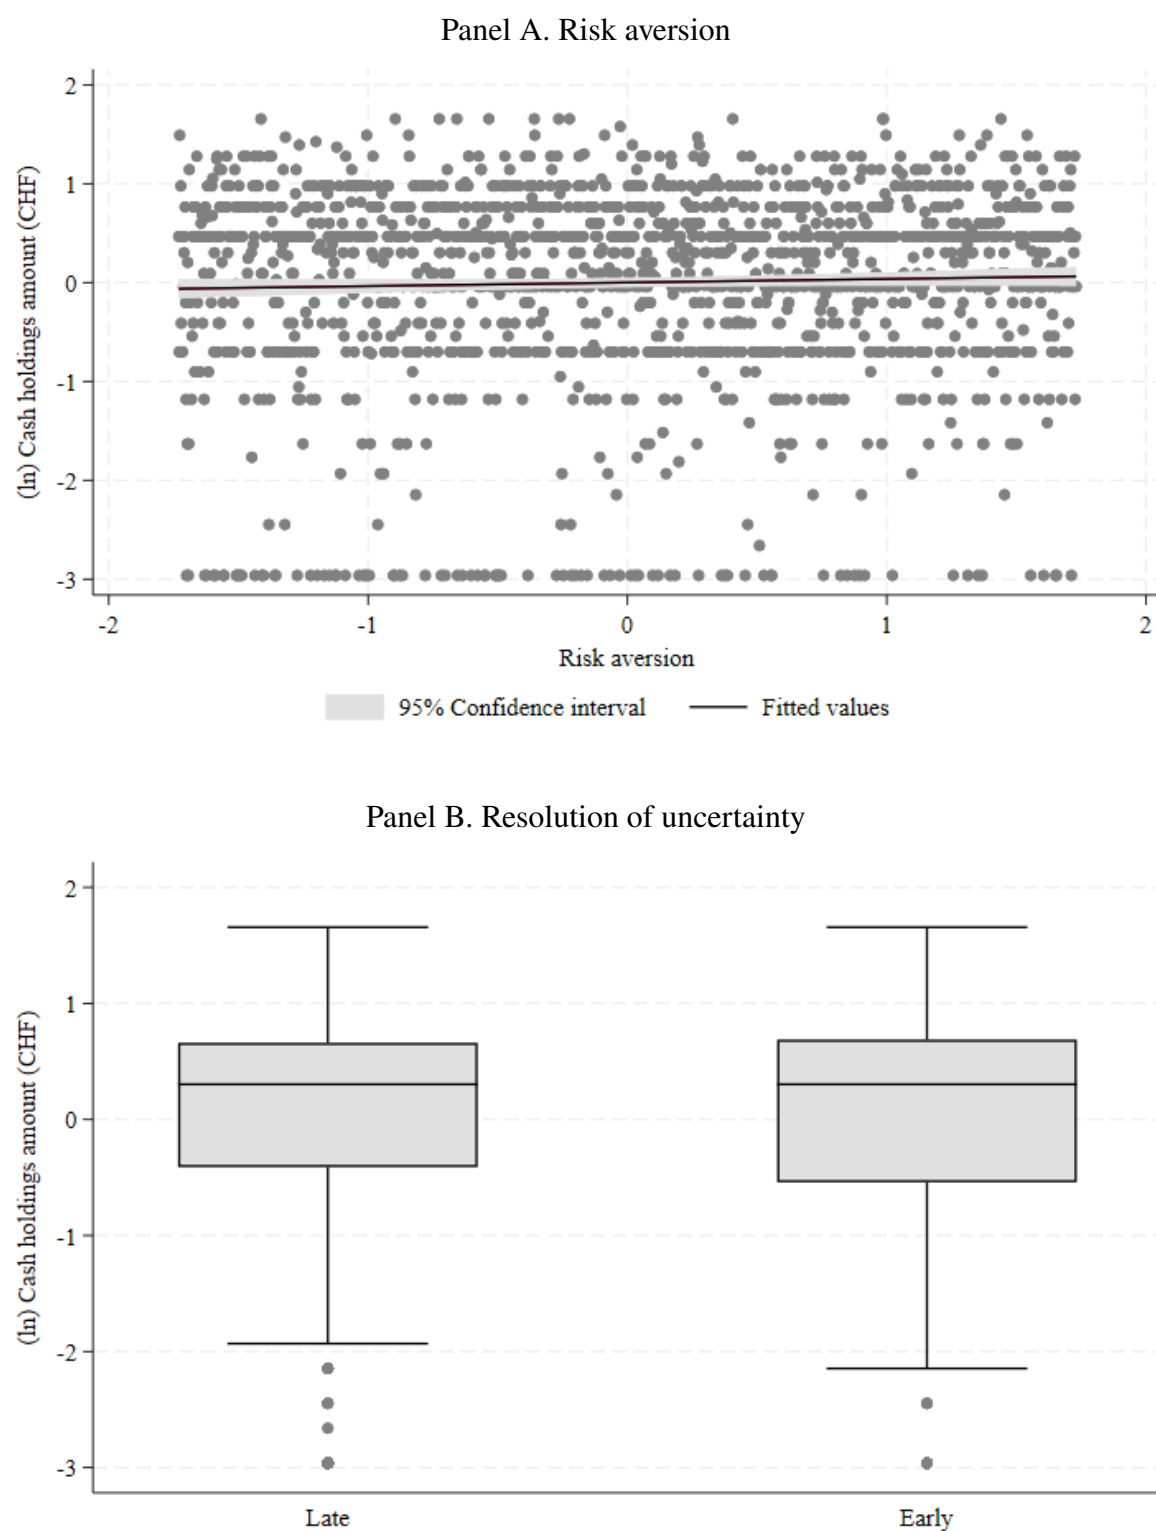 Panel A. Risk aversion
(ln) Cash holdings amount (CHF)
2
1
0
-1
-2
-3
-2 -1 0 1 2
Risk aversion
95% Confidence interval Fitted values
Panel B. Resolution of uncertainty
(ln) Cash holdings amount (CHF)
2
1
0
-1
-2
-3
Late Early